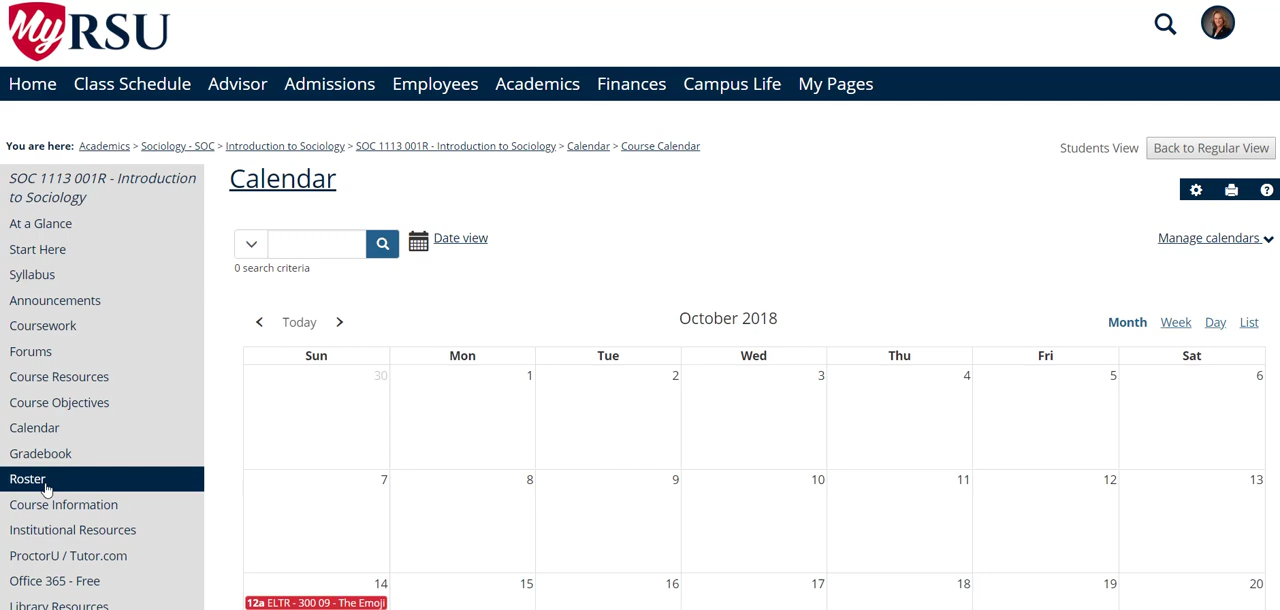 My RSU
Home Class Schedule Advisor Admissions Employees Academics Finances Campus Life My Pages
You are here: Academics > Sociology - SOC > Introduction to Sociology > SOC 1113 001R - Introduction to Sociology > Calendar > Course Calendar
Students View Back to Regular View
SOC 1113 001R - Introduction
to Sociology
At a Glance
Start Here
Syllabus
Announcements
Coursework
Forums
Course Resources
Course Objectives
Calendar
Gradebook
Roster
Course Information
Institutional Resources
ProctorU / Tutor.com
Office 365 - Free
Library Resources
Calendar
Date view
Manage calendars
0 search criteria
Today
October 2018
Month Week Day List
Sun Mon Tue Wed Thu Fri Sat
30 1 2 3 4 5 6
7 8 9 10 11 12 13
14 15 16 17 18 19 20
12a ELTR - 300 09 - The Emoji